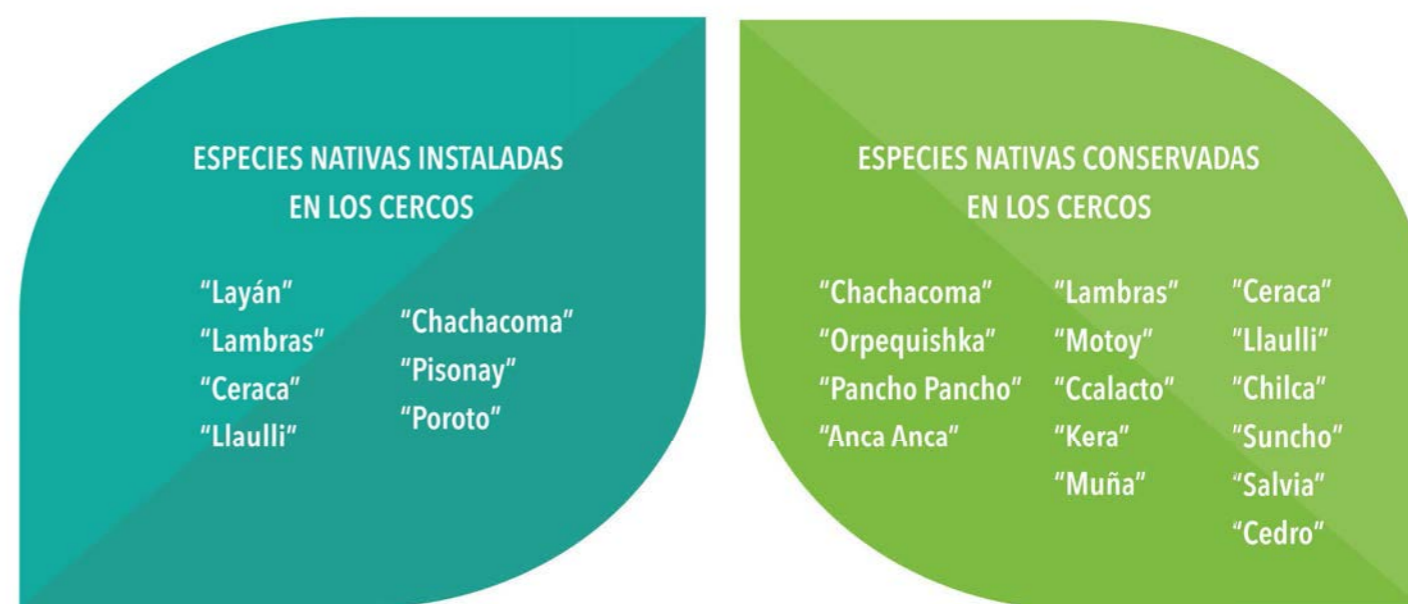 ESPECIES NATIVAS INSTALADAS
EN LOS CERCOS
“Layán”
“Lambras”
“Ceraca”
“Llaulli”
“Chachacoma”
“Pisonay”
“Poroto”
ESPECIES NATIVAS CONSERVADAS
EN LOS CERCOS
“Chachacoma”
“Orpequishka”
“Pancho Pancho”
“Anca Anca”
“Lambras”
“Motoy”
“Ccalacto”
“Kera”
“Muña”
”Ceraca”
“Llaulli”
“Chilca”
“Suncho”
“Salvia”
“Cedro”